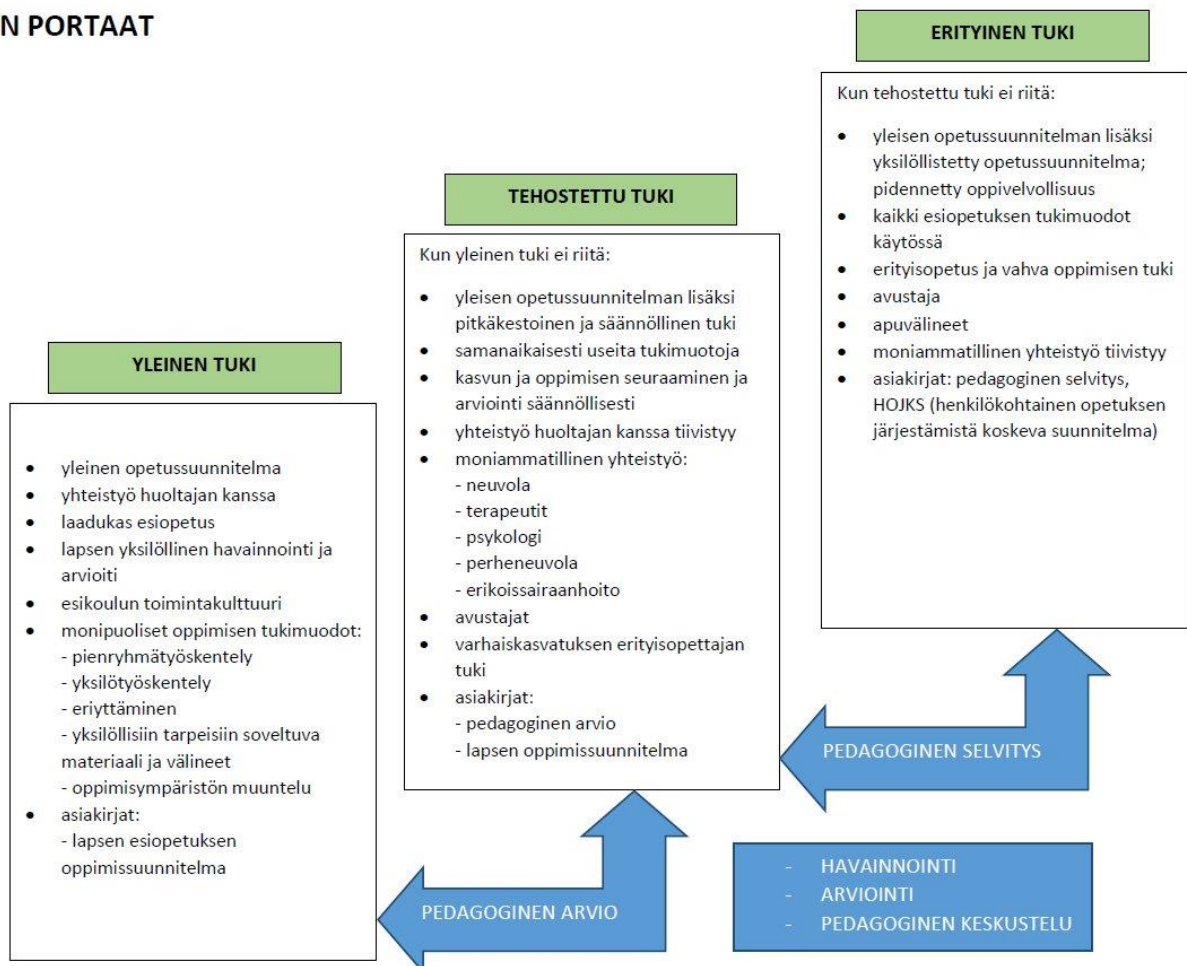 N PORTAAT
YLEINEN TUKI
• yleinen opetussuunnitelma
• yhteistyö huoltajan kanssa
• laadukas esiopetus
• lapsen yksilöllinen havainnointi ja
arvioiti
• esikoulun toimintakulttuuri
• monipuoliset oppimisen tukimuodot:
- pienryhmätyöskentely
- yksilötyöskentely
- eriyttäminen
- yksilöllisiin tarpeisiin soveltuva
materiaali ja välineet
- oppimisympäristön muuntelu
• asiakirjat:
- lapsen esiopetuksen
oppimissuunnitelma
PEDAGOGINEN ARVIO
TEHOSTETTU TUKI
Kun yleinen tuki ei riitä:
• yleisen opetussuunnitelman lisäksi
pitkäkestoinen ja säännöllinen tuki
• samanaikaisesti useita tukimuotoja
• kasvun ja oppimisen seuraaminen ja
arviointi säännöllisesti
• yhteistyö huoltajan kanssa tiivistyy
• moniammatillinen yhteistyö:
- neuvola
- terapeutit
- psykologi
- perheneuvola
- erikoissairaanhoito
• avustajat
• varhaiskasvatuksen erityisopettajan
tuki
• asiakirjat:
- pedagoginen arvio
- lapsen oppimissuunnitelma
PEDAGOGINEN SELVITYS
ERITYINEN TUKI
Kun tehostettu tuki ei riitä:
• yleisen opetussuunnitelman lisäksi
yksilöllistetty opetussuunnitelma;
pidennetty oppivelvollisuus
• kaikki esiopetuksen tukimuodot
käytössä
• erityisopetus ja vahva oppimisen tuki
• avustaja
• apuvälineet
• moniammatillinen yhteistyö tiivistyy
• asiakirjat: pedagoginen selvitys,
HOJKS (henkilökohtainen opetuksen
järjestämistä koskeva suunnitelma)
- HAVAINNOINTI
- ARVIOINTI
- PEDAGOGINEN KESKUSTELU